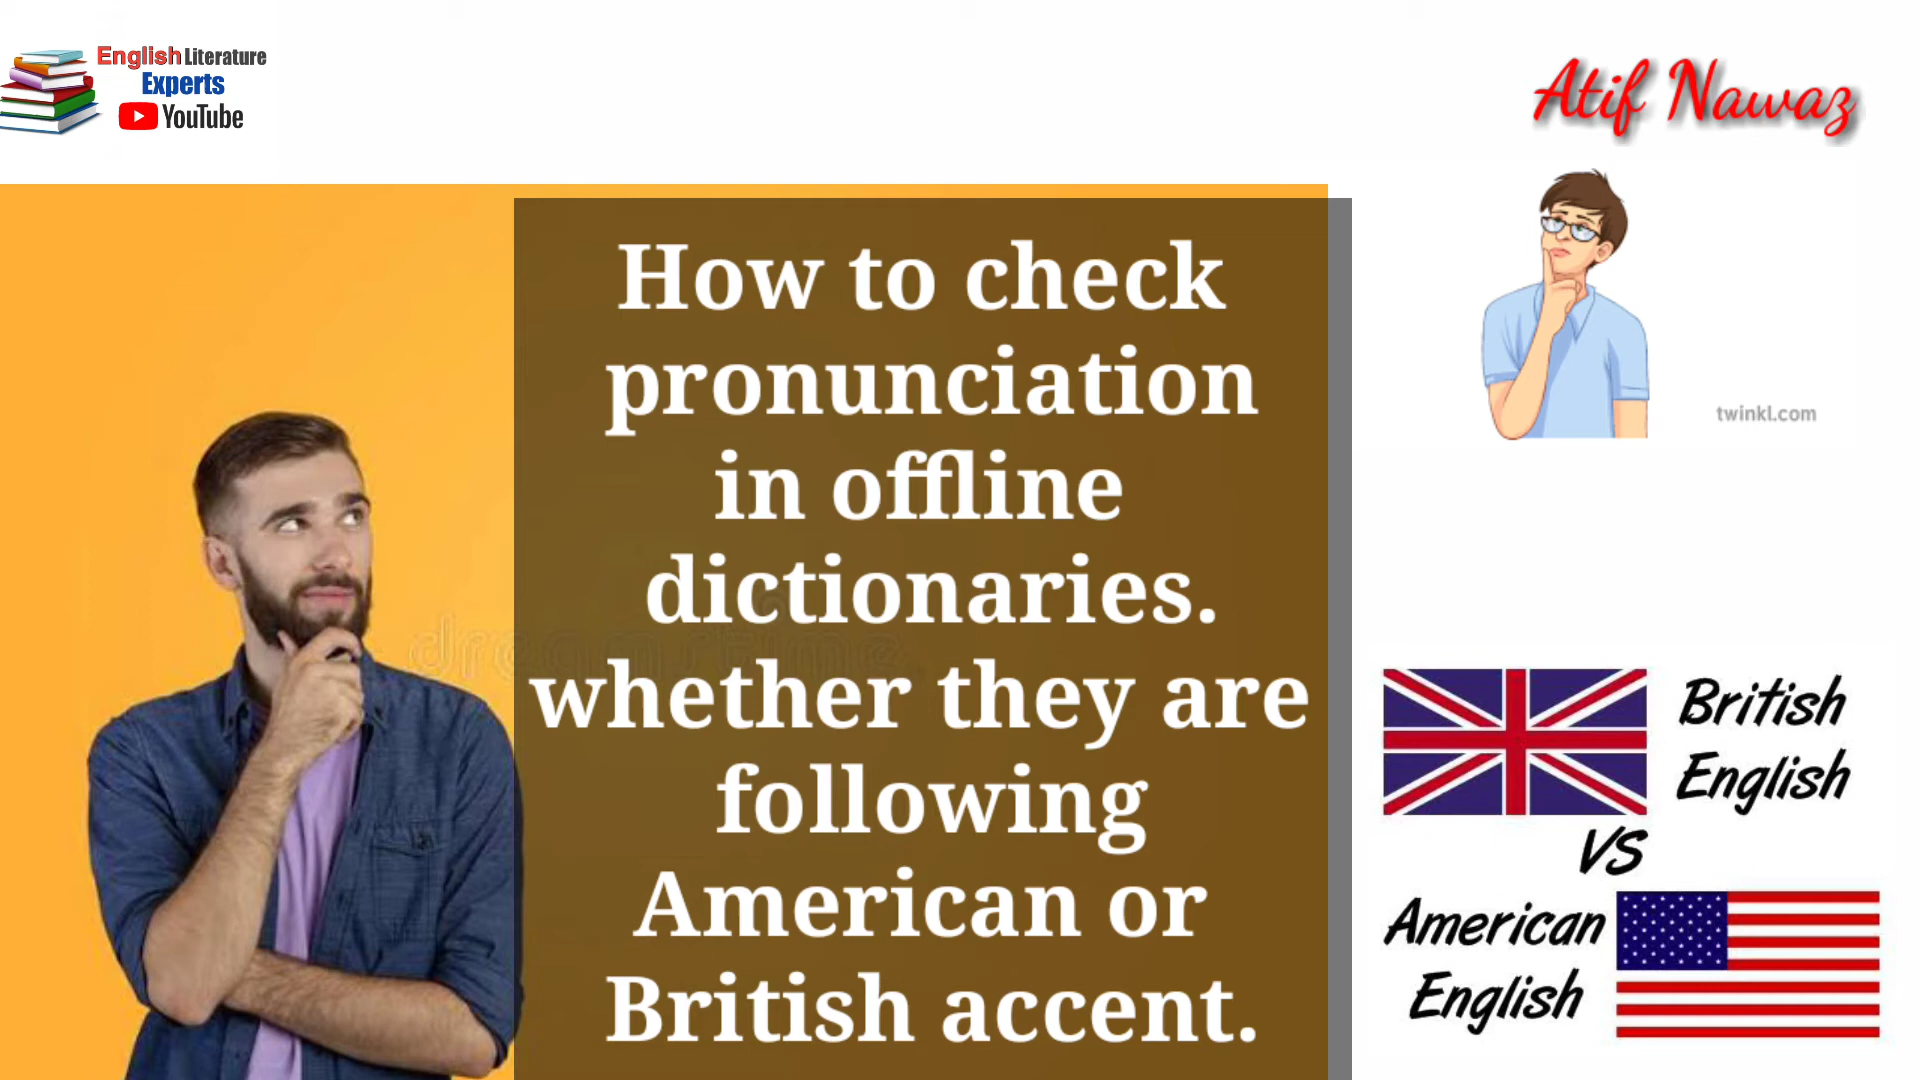 English Literature
Experts
YouTube
Atif Nawaz
How to check
pronunciation
in offline
dictionaries.
whether they are
following
American or
British accent.
twinkl.com
dreamstime.
British
English
VS
American
English